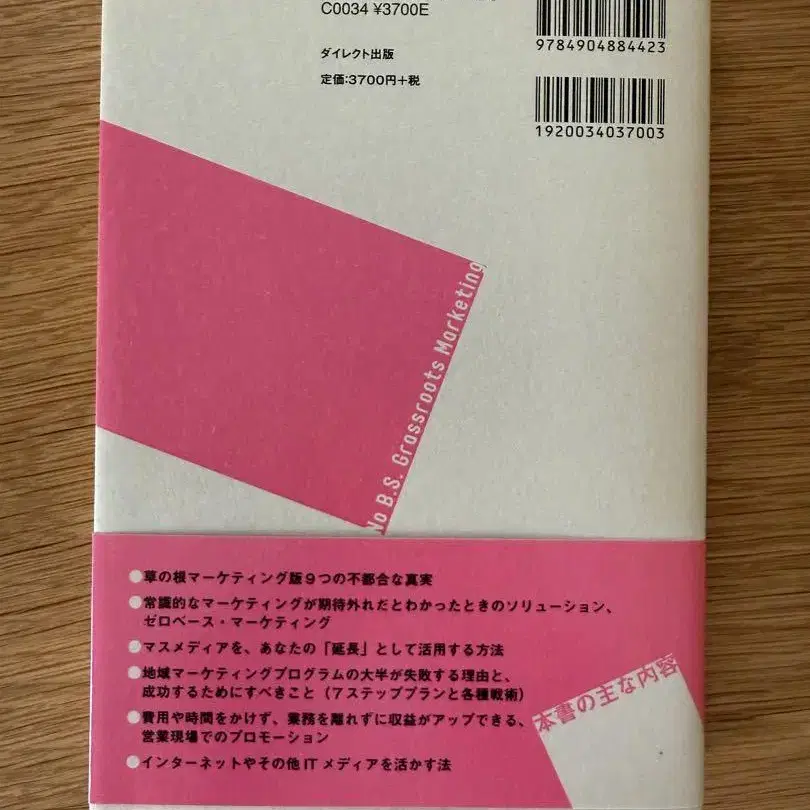 C0034 ¥3700E
9784904884423
ダイレクト出版
定価:3700円+税
1920034037003
No B.S. Grassroots Marketing
●草の根マーケティング版9つの不都合な真実
●常識的なマーケティングが期待外れだとわかったときのソリューション、
ゼロベース・マーケティング
●マスメディアを、あなたの「延長」として活用する方法
●地域マーケティングプログラムの大半が失敗する理由と、
成功するためにすべきこと(7ステッププランと各種戦術)
●費用や時間をかけず、業務を離れずに収益がアップできる、
営業現場でのプロモーション
●インターネットやその他ITメディアを活かす法
本書の主な内容